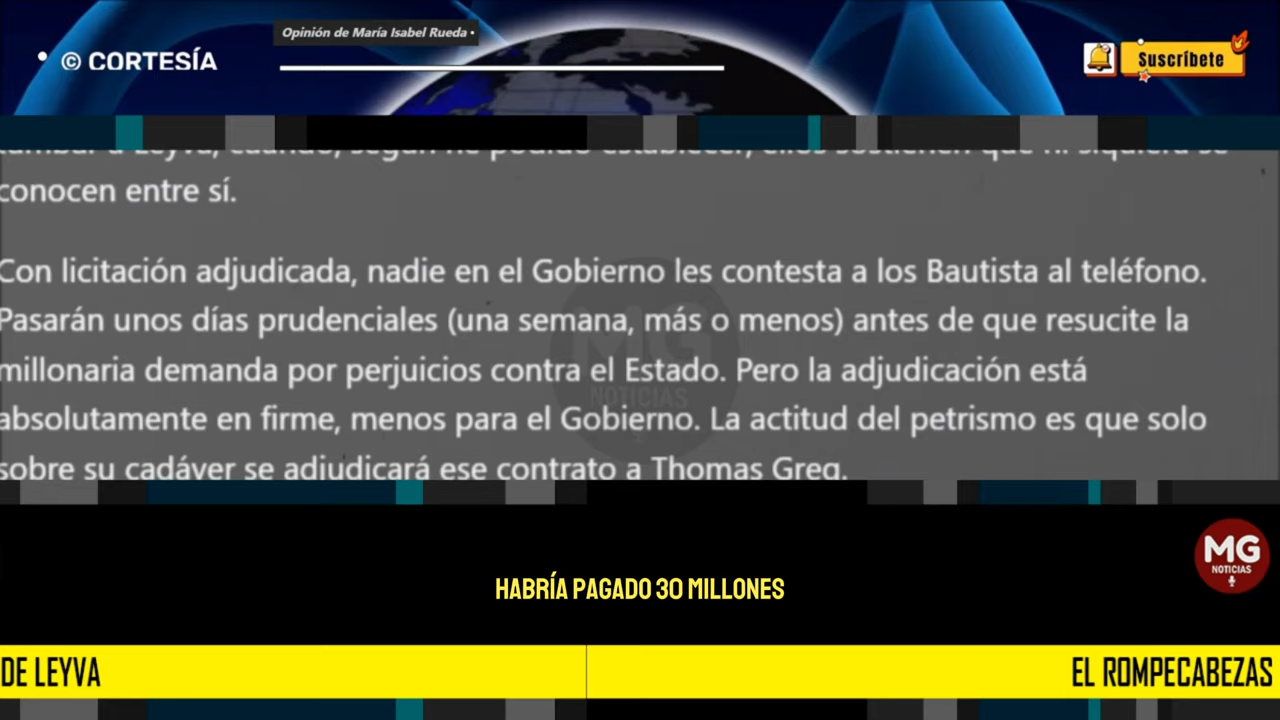 Opinión de María Isabel Rueda •
• © CORTESÍA
Suscríbete
conocen entre sí.
Con licitación adjudicada, nadie en el Gobierno les contesta a los Bautista al teléfono.
Pasarán unos días prudenciales (una semana, más o menos) antes de que resucite la
millonaria demanda por perjuicios contra el Estado. Pero la adjudicación está
absolutamente en firme, menos para el Gobierno. La actitud del petrismo es que solo
sobre su cadáver se adjudicará ese contrato a Thomas Greg.
MG
NOTICIAS
HABRÍA PAGADO 30 MILLONES
MG
NOTICIAS
DE LEYVA
EL ROMPECABEZAS